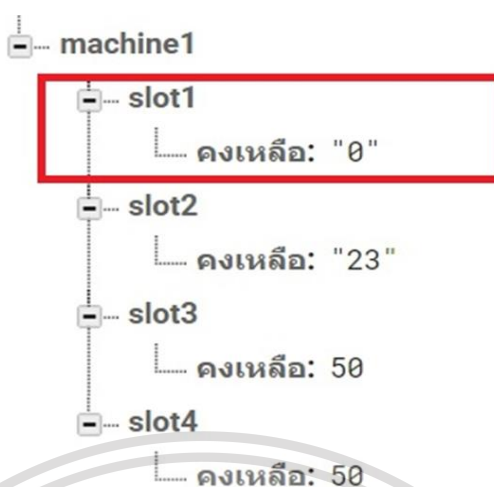 machine1
slot1
คงเหลือ: "0"
slot2
คงเหลือ: "23"
slot3
คงเหลือ: 50
slot4
คงเหลือ: 50